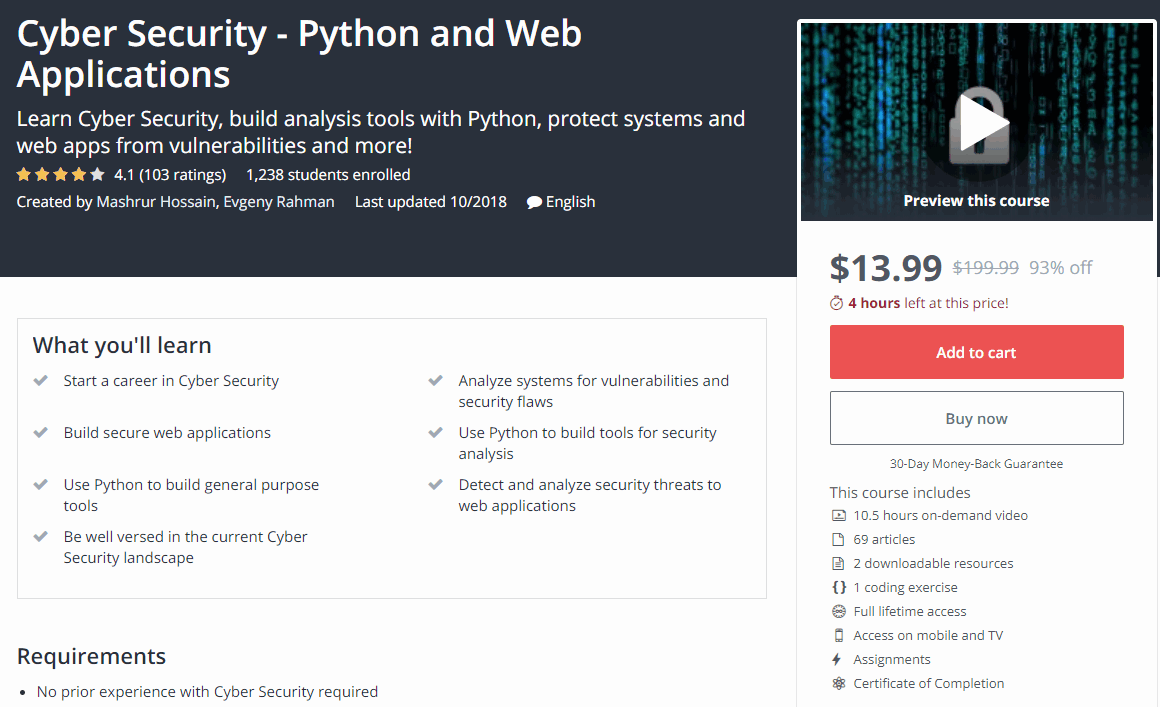 Cyber Security - Python and Web
Applications
Learn Cyber Security, build analysis tools with Python, protect systems and
web apps from vulnerabilities and more!
4.1 (103 ratings) 1,238 students enrolled
Created by Mashrur Hossain, Evgeny Rahman Last updated 10/2018 English
Preview this course
$13.99 $199.99 93% off
4 hours left at this price!
Add to cart
Buy now
30-Day Money-Back Guarantee
This course includes
10.5 hours on-demand video
69 articles
2 downloadable resources
{} 1 coding exercise
Full lifetime access
Access on mobile and TV
Assignments
Certificate of Completion
What you'll learn
Start a career in Cyber Security
Analyze systems for vulnerabilities and
security flaws
Build secure web applications
Use Python to build tools for security
analysis
Use Python to build general purpose
tools
Detect and analyze security threats to
web applications
Be well versed in the current Cyber
Security landscape
Requirements
• No prior experience with Cyber Security required